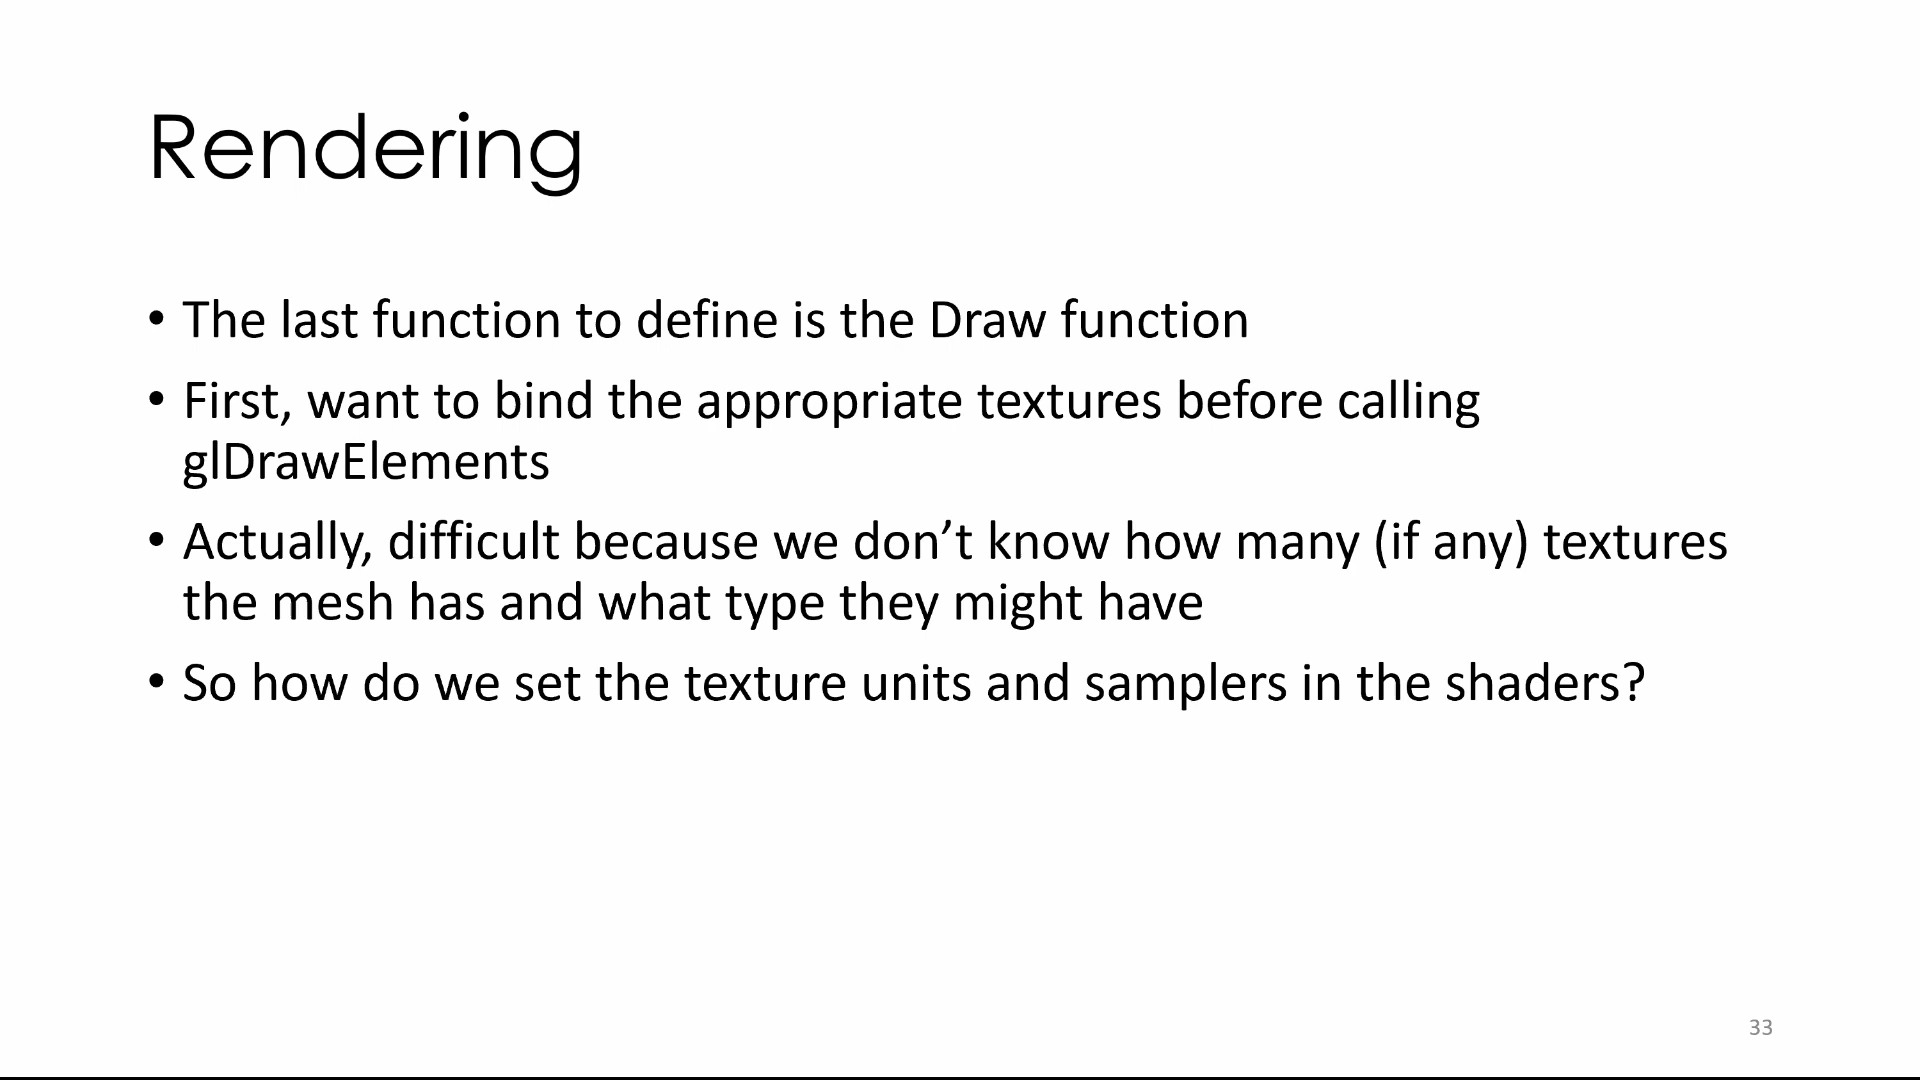 Rendering
• The last function to define is the Draw function
• First, want to bind the appropriate textures before calling
glDrawElements
• Actually, difficult because we don’t know how many (if any) textures
the mesh has and what type they might have
• So how do we set the texture units and samplers in the shaders?
33